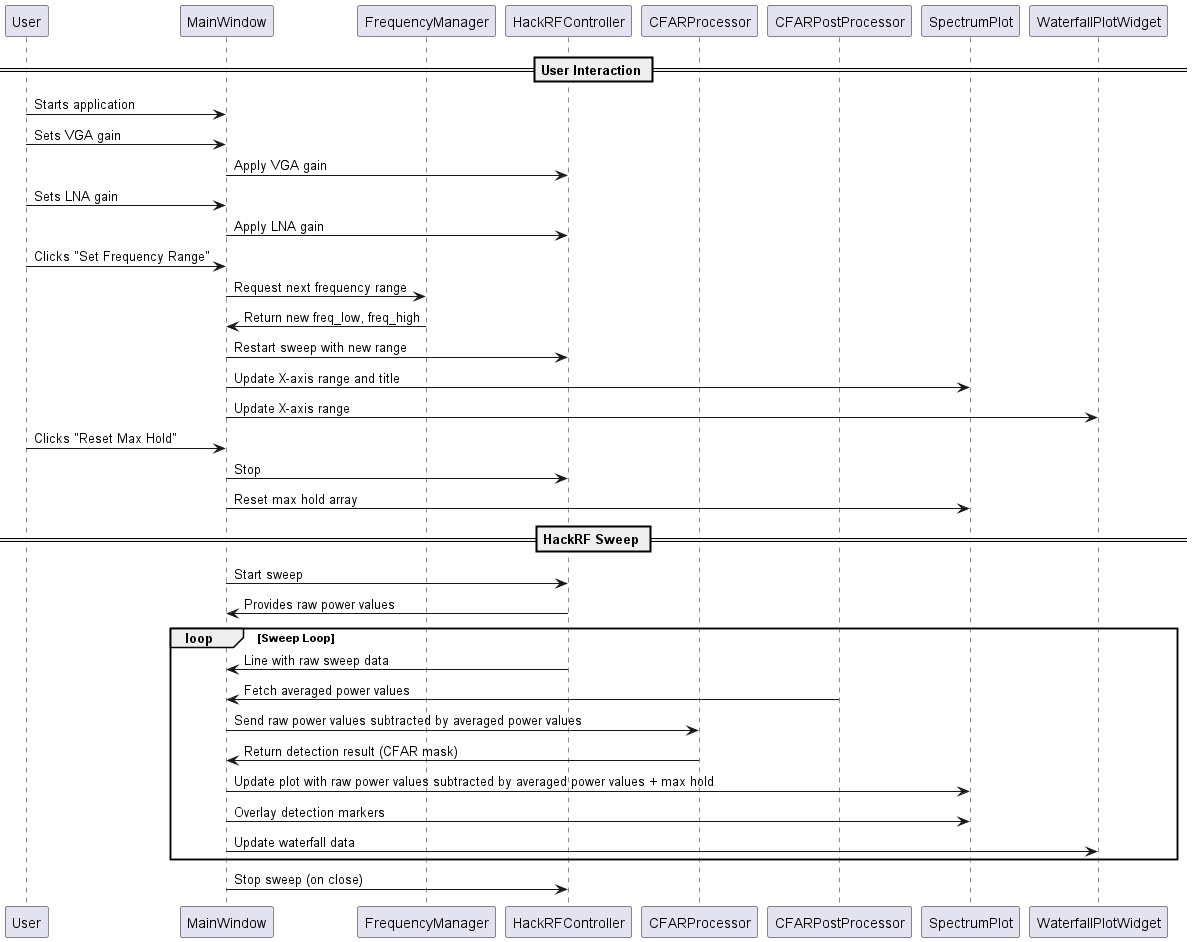 User MainWindow FrequencyManager HackRFController CFARProcessor CFARPostProcessor SpectrumPlot WaterfallPlotWidget
User Interaction
Starts application
Sets VGA gain
Apply VGA gain
Sets LNA gain
Apply LNA gain
Clicks "Set Frequency Range"
Request next frequency range
Return new freq_low, freq_high
Restart sweep with new range
Update X-axis range and title
Update X-axis range
Clicks "Reset Max Hold"
Stop
Reset max hold array
HackRF Sweep
Start sweep
Provides raw power values
loop [Sweep Loop]
Line with raw sweep data
Fetch averaged power values
Send raw power values subtracted by averaged power values
Return detection result (CFAR mask)
Update plot with raw power values subtracted by averaged power values + max hold
Overlay detection markers
Update waterfall data
Stop sweep (on close)
User MainWindow FrequencyManager HackRFController CFARProcessor CFARPostProcessor SpectrumPlot WaterfallPlotWidget